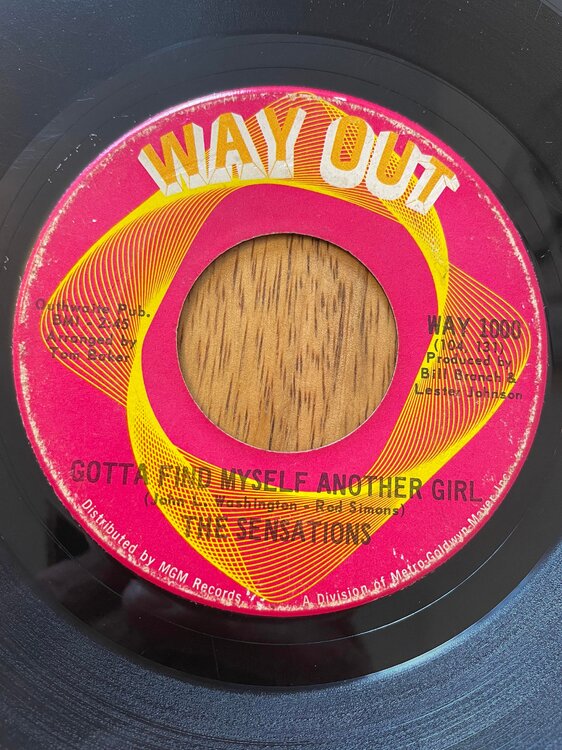 WAY OUT
Outhwaite Pub.
BMI - 2:45
Arranged by
Tom Baker
WAY 1000
(104, 131)
Produced by
Bill Branch &
Lester Johnson
GOTTA FIND MYSELF ANOTHER GIRL
Washington - Rod Simons)
THE SENSATIONS
Distributed by MGM Records, A Division of Metro-Goldwyn-Mayer Inc.